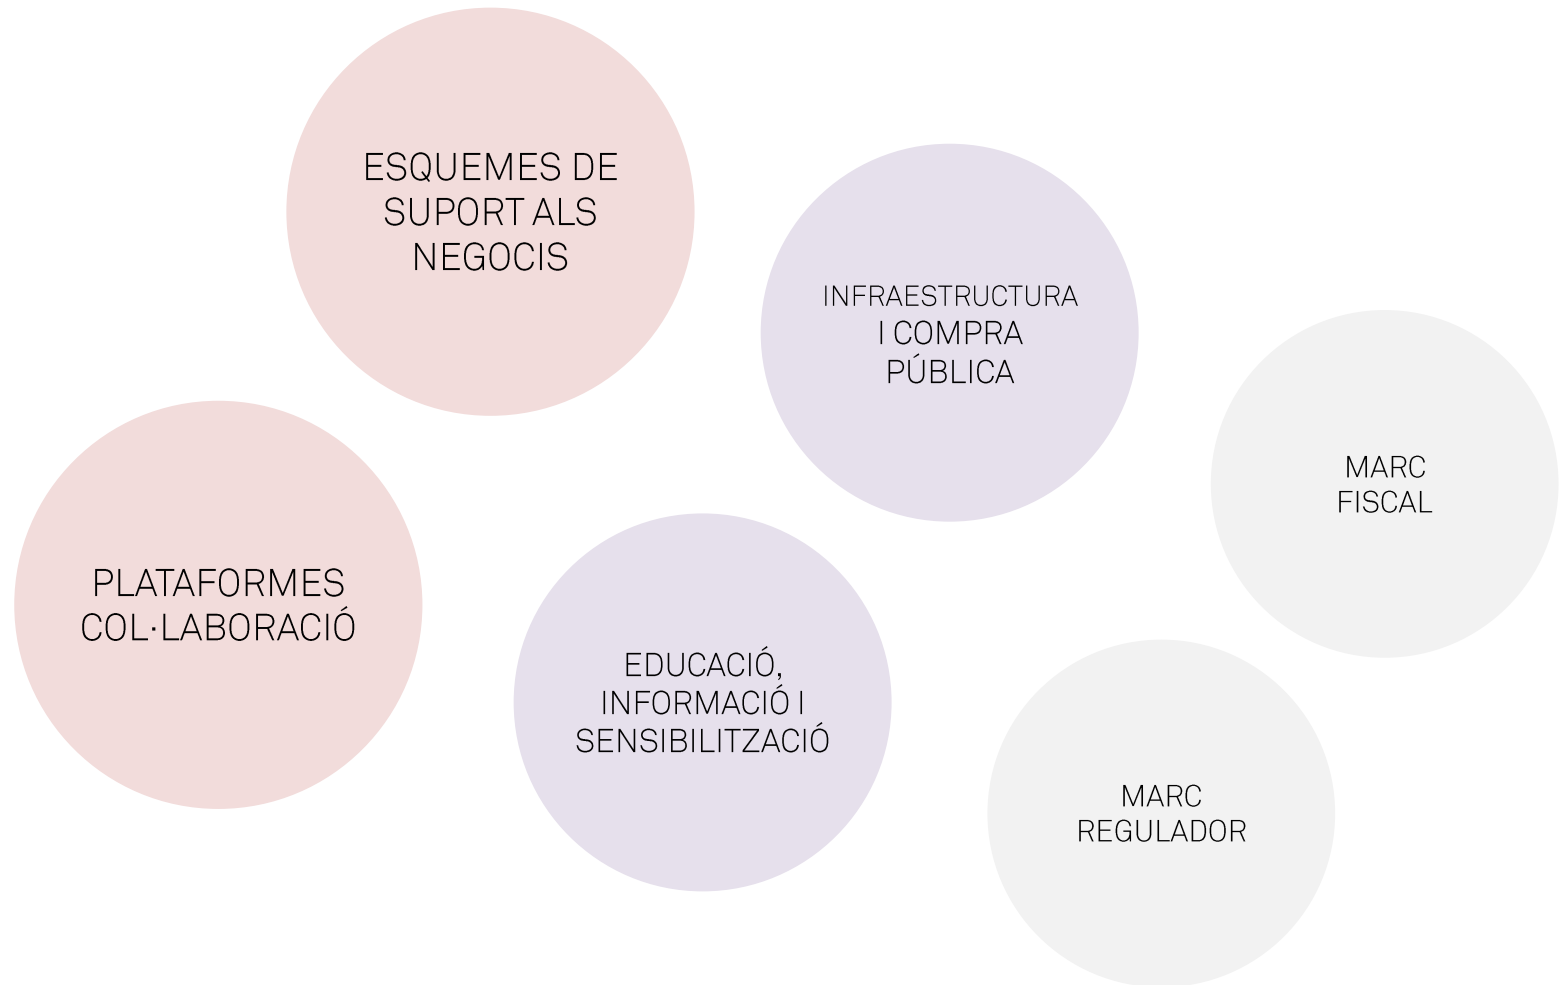 ESQUEMES DE
SUPORT ALS
NEGOCIS
INFRAESTRUCTURA
I COMPRA
PÚBLICA
MARC
FISCAL
PLATAFORMES
COL·LABORACIÓ
EDUCACIÓ,
INFORMACIÓ I
SENSIBILITZACIÓ
MARC
REGULADOR